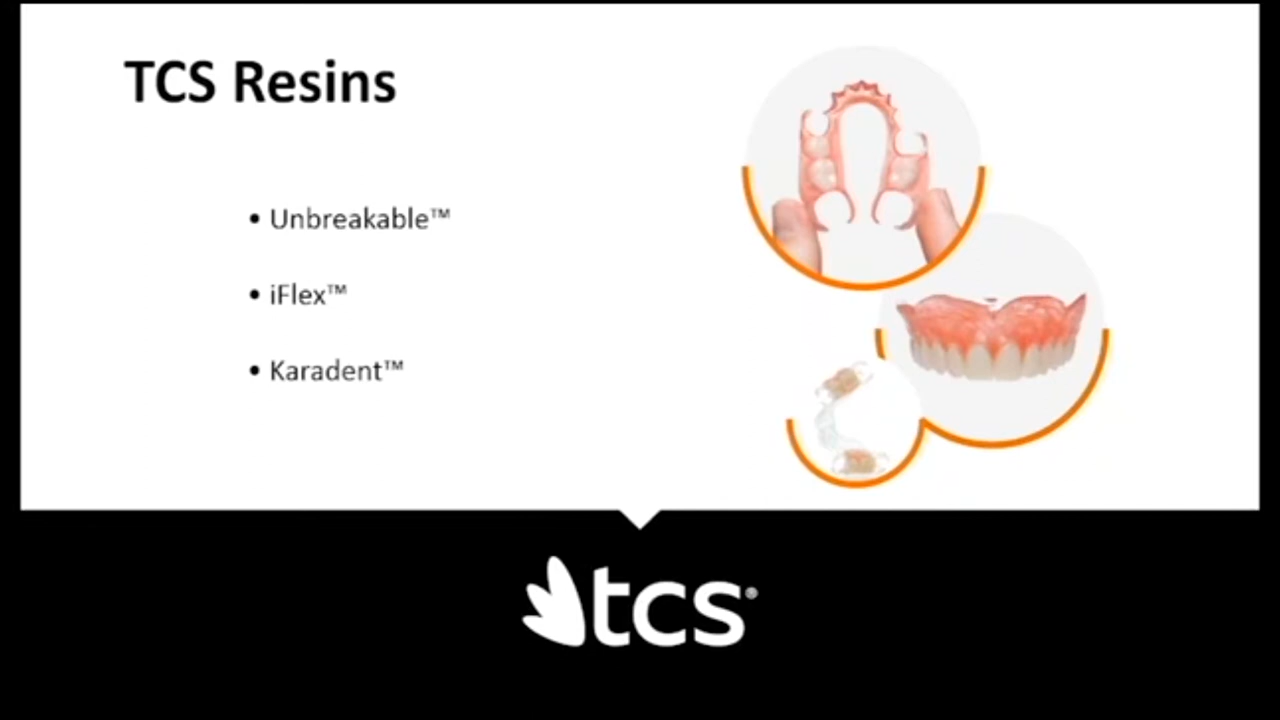 TCS Resins
• Unbreakable™
• iFlex™
• Karadent™
tcs®